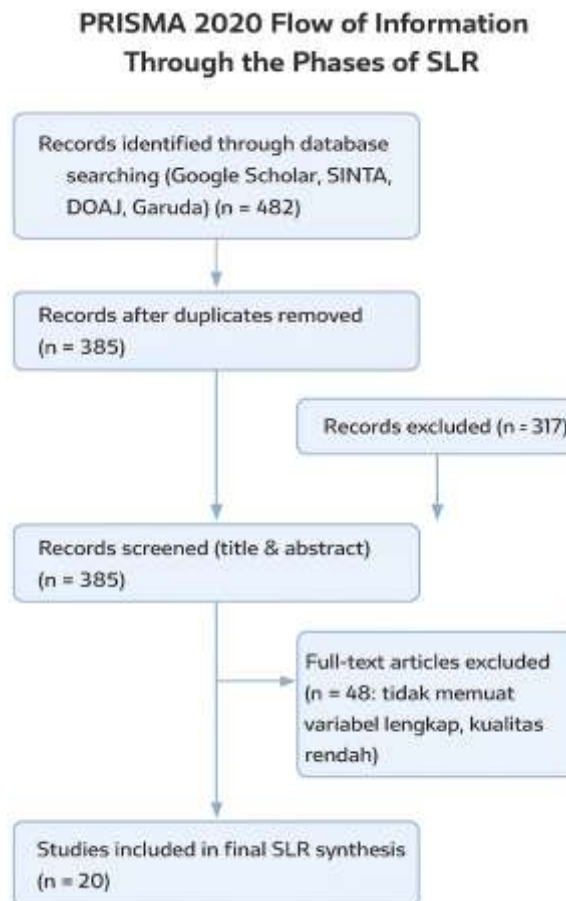 PRISMA 2020 Flow of Information
Through the Phases of SLR
Records identified through database
searching (Google Scholar, SINTA,
DOAJ, Garuda) (n = 482)
Records after duplicates removed
(n = 385)
Records excluded (n = 317)
Records screened (title & abstract)
(n = 385)
Full-text articles excluded
(n = 48: tidak memuat
variabel lengkap, kualitas
rendah)
Studies included in final SLR synthesis
(n = 20)